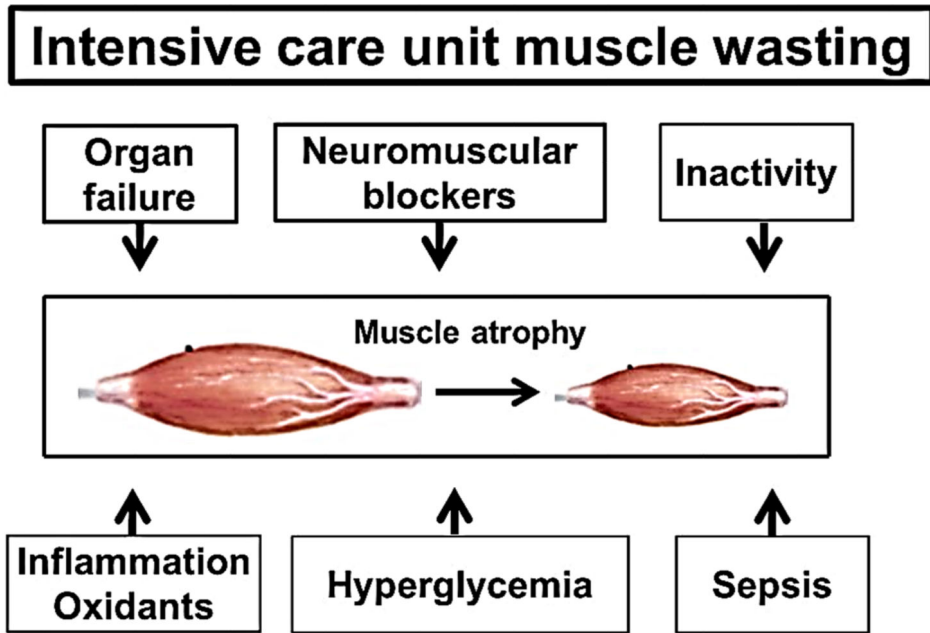 Intensive care unit muscle wasting
Organ
failure
Neuromuscular
blockers
Inactivity
Muscle atrophy
Inflammation
Oxidants
Hyperglycemia
Sepsis